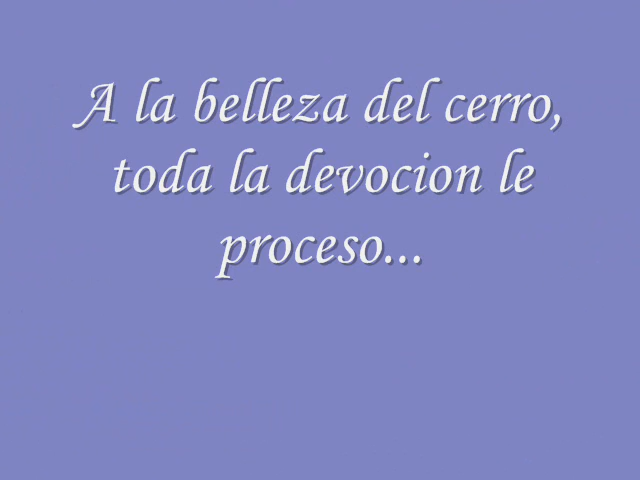 A la belleza del cerro,
toda la devocion le
proceso...